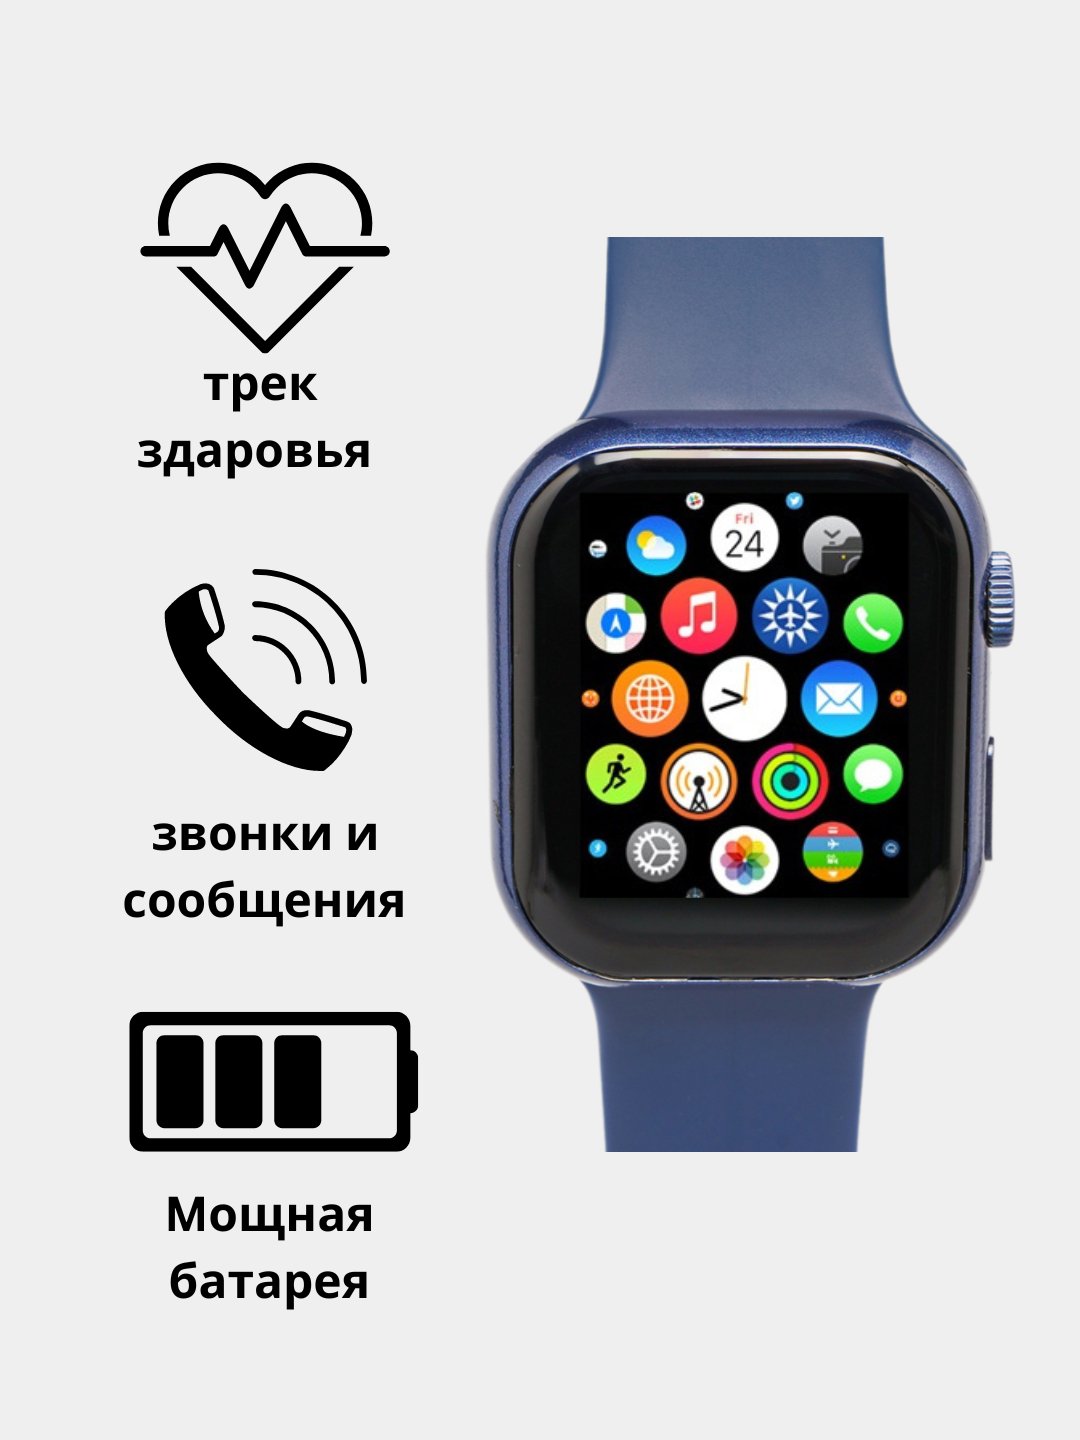 трек
здаровья
звонки и
сообщения
Мощная
батарея
Fri
24